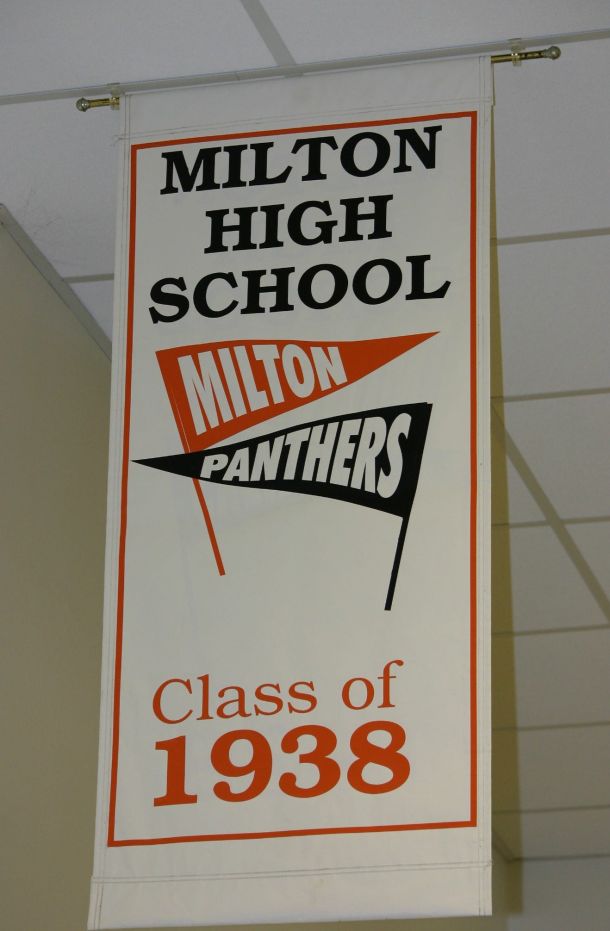 MILTON
HIGH
SCHOOL
MILTON
PANTHERS
Class of
1938